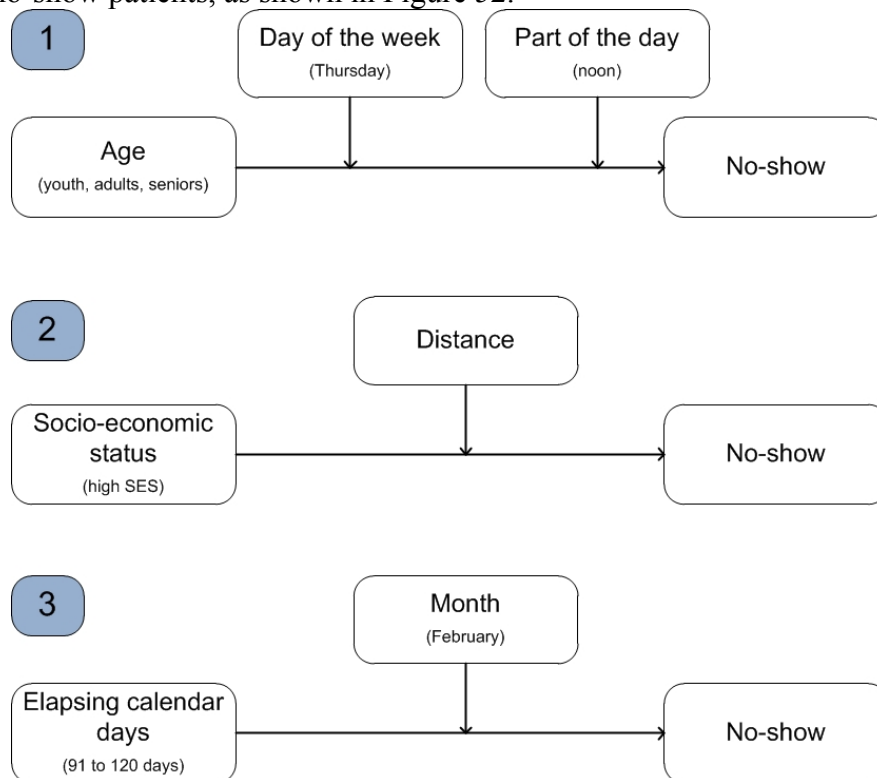 no-show patients, as shown in Figure 32.
1
Day of the week
(Thursday)
Part of the day
(noon)
Age
(youth, adults, seniors)
No-show
2
Distance
Socio-economic
status
(high SES)
No-show
3
Month
(February)
Elapsing calendar
days
(91 to 120 days)
No-show